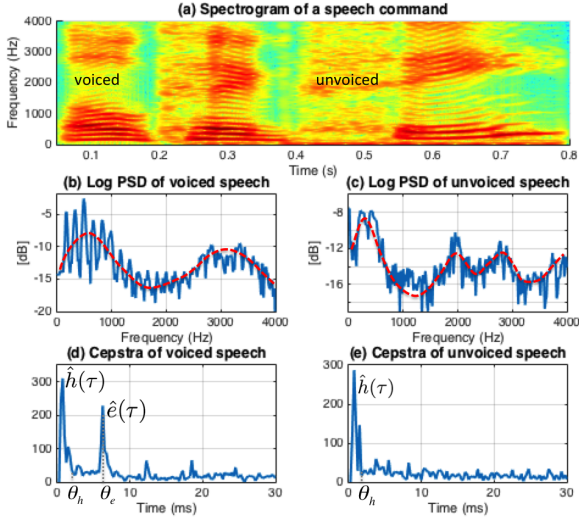 (a) Spectrogram of a speech command
Frequency (Hz)
4000
3000
2000
1000
0
voiced
unvoiced
0.1 0.2 0.3 0.4 0.5 0.6 0.7 0.8
Time (s)
(b) Log PSD of voiced speech
[dB]
-5
-10
-15
-20
0 1000 2000 3000 4000
Frequency (Hz)
(c) Log PSD of unvoiced speech
[dB]
-8
-12
-16
0 1000 2000 3000 4000
Frequency (Hz)
(d) Cepstra of voiced speech
300
200
100
0
ĥ(τ)
ê(τ)
0 10 20 30
θh θe
Time (ms)
(e) Cepstra of unvoiced speech
300
200
100
0
ĥ(τ)
0 10 20 30
θh
Time (ms)